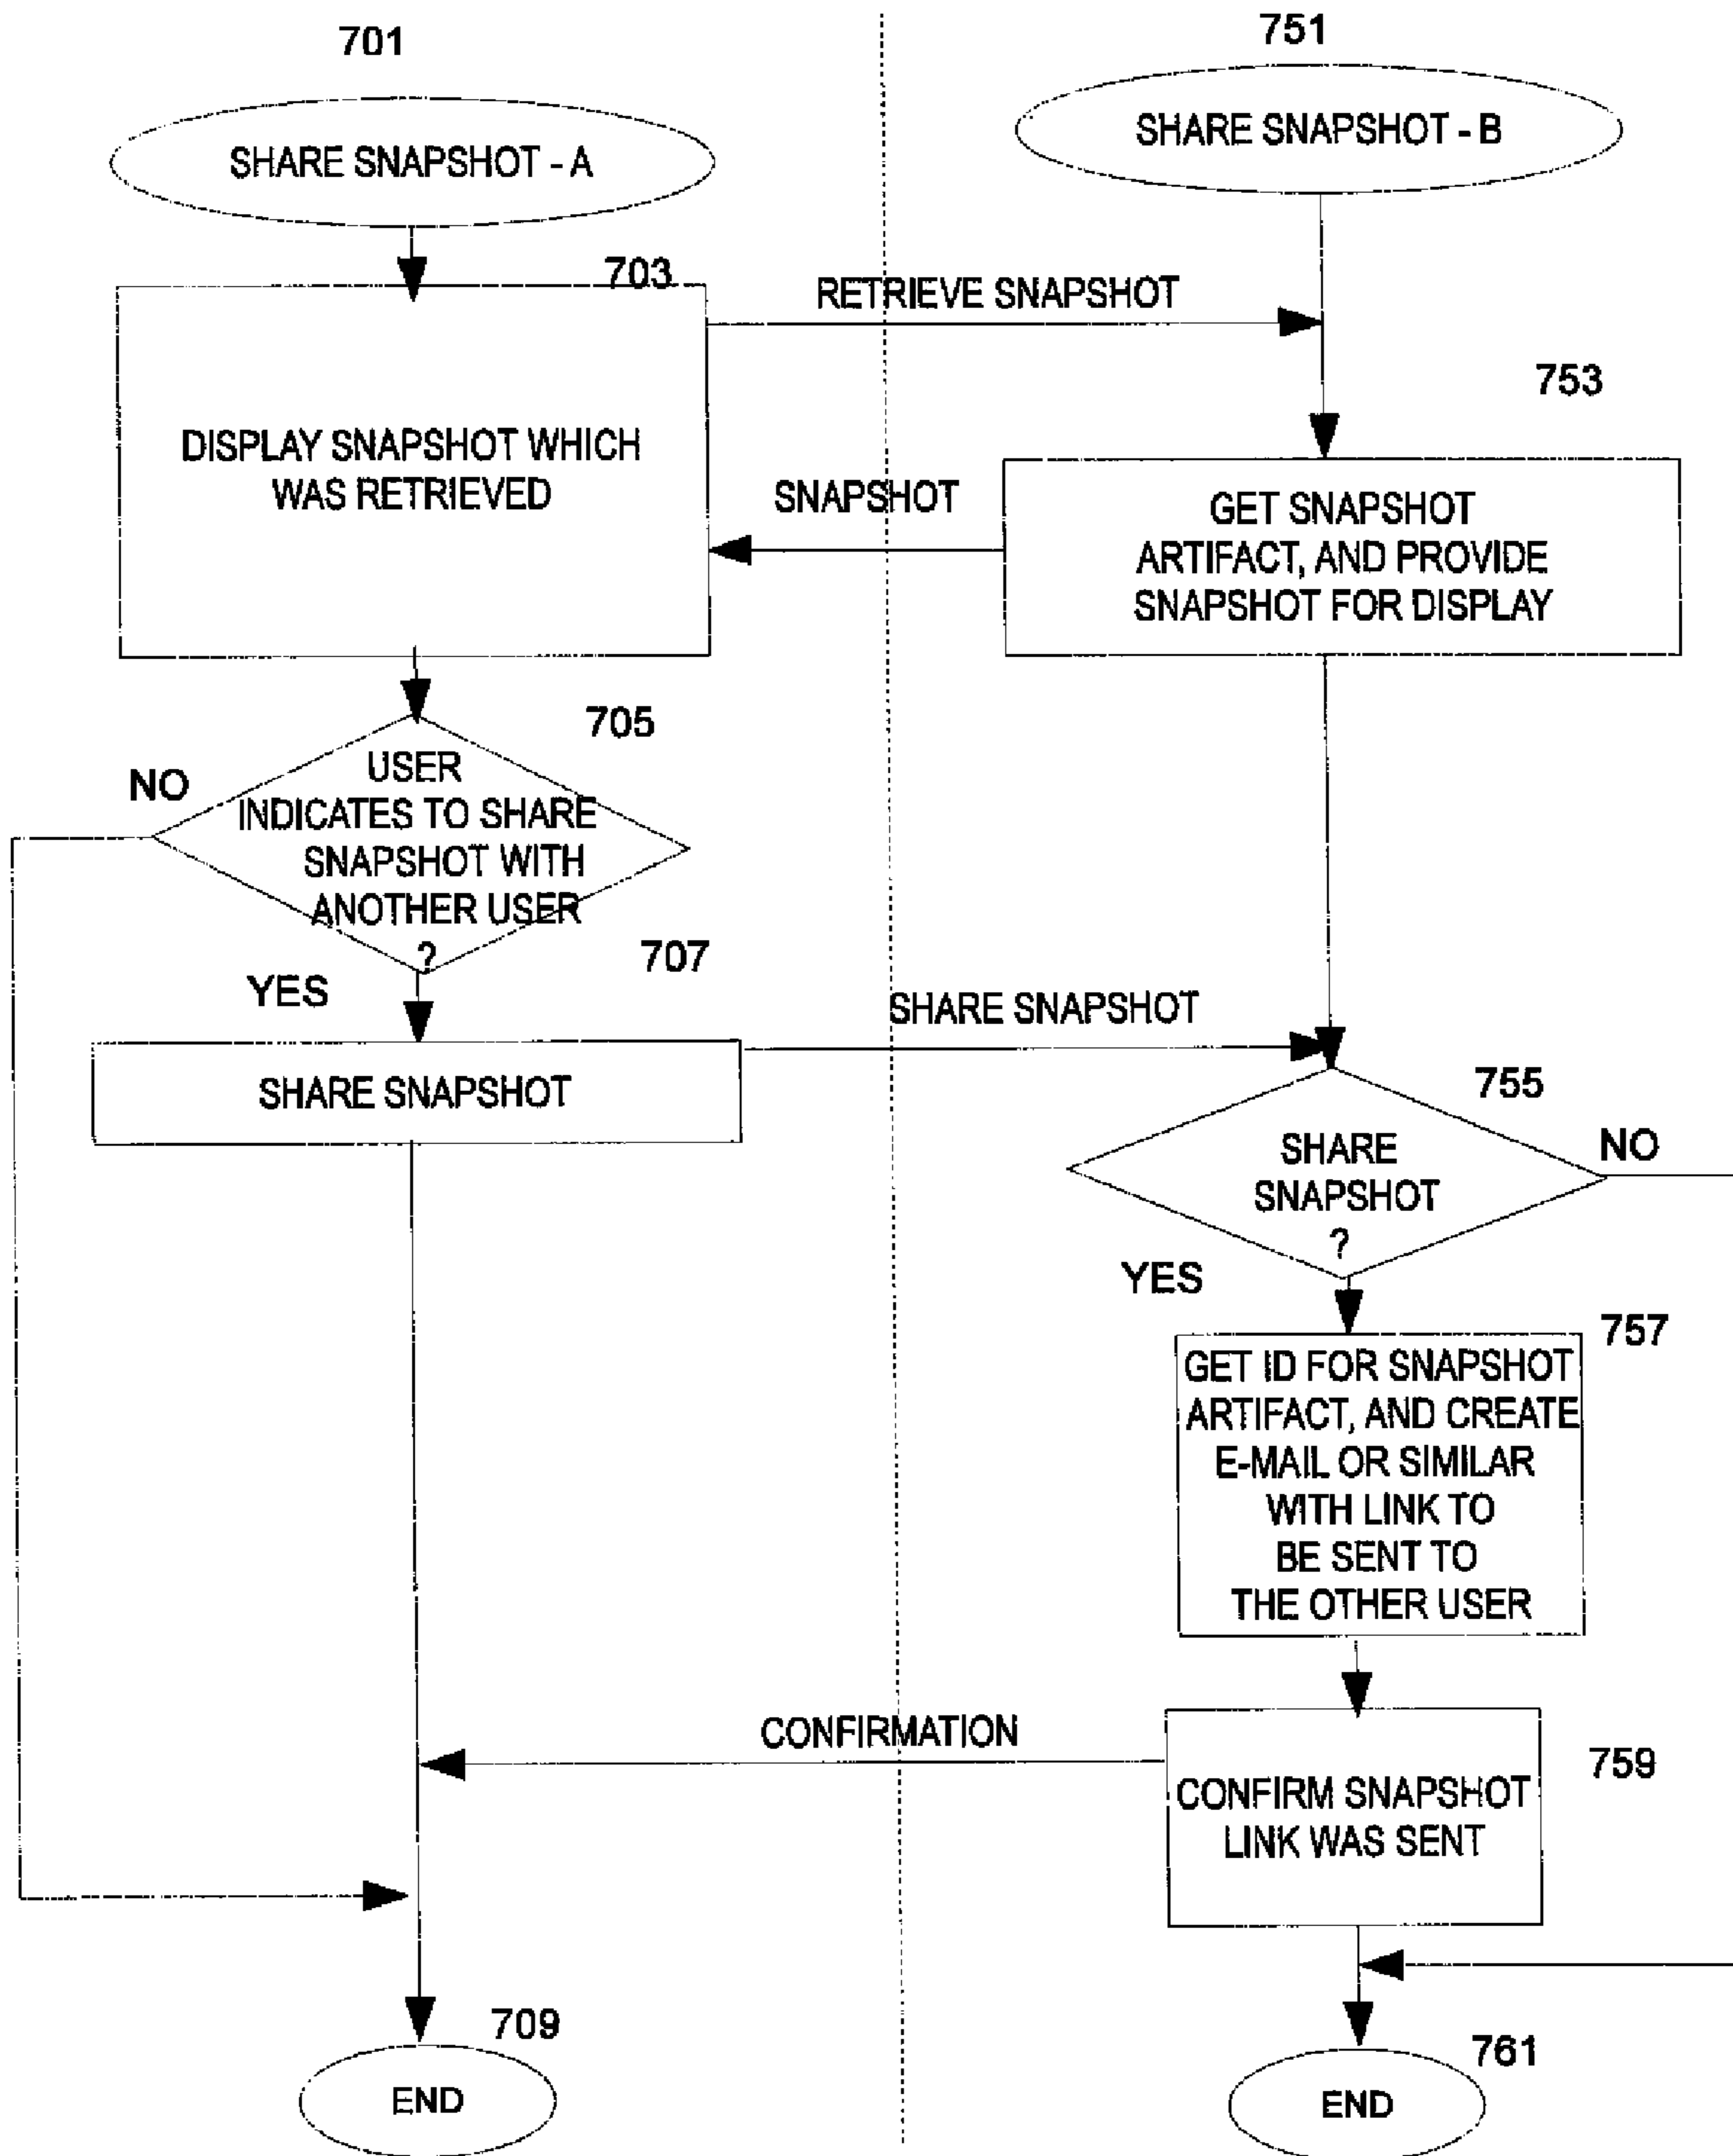 701
SHARE SNAPSHOT - A
703
DISPLAY SNAPSHOT WHICH
WAS RETRIEVED
705
USER
INDICATES TO SHARE
SNAPSHOT WITH
ANOTHER USER
?
NO
YES
707
SHARE SNAPSHOT
709
END
RETRIEVE SNAPSHOT
SNAPSHOT
SHARE SNAPSHOT
CONFIRMATION
751
SHARE SNAPSHOT - B
753
GET SNAPSHOT
ARTIFACT, AND PROVIDE
SNAPSHOT FOR DISPLAY
755
SHARE
SNAPSHOT
?
NO
YES
757
GET ID FOR SNAPSHOT
ARTIFACT, AND CREATE
E-MAIL OR SIMILAR
WITH LINK TO
BE SENT TO
THE OTHER USER
759
CONFIRM SNAPSHOT
LINK WAS SENT
761
END